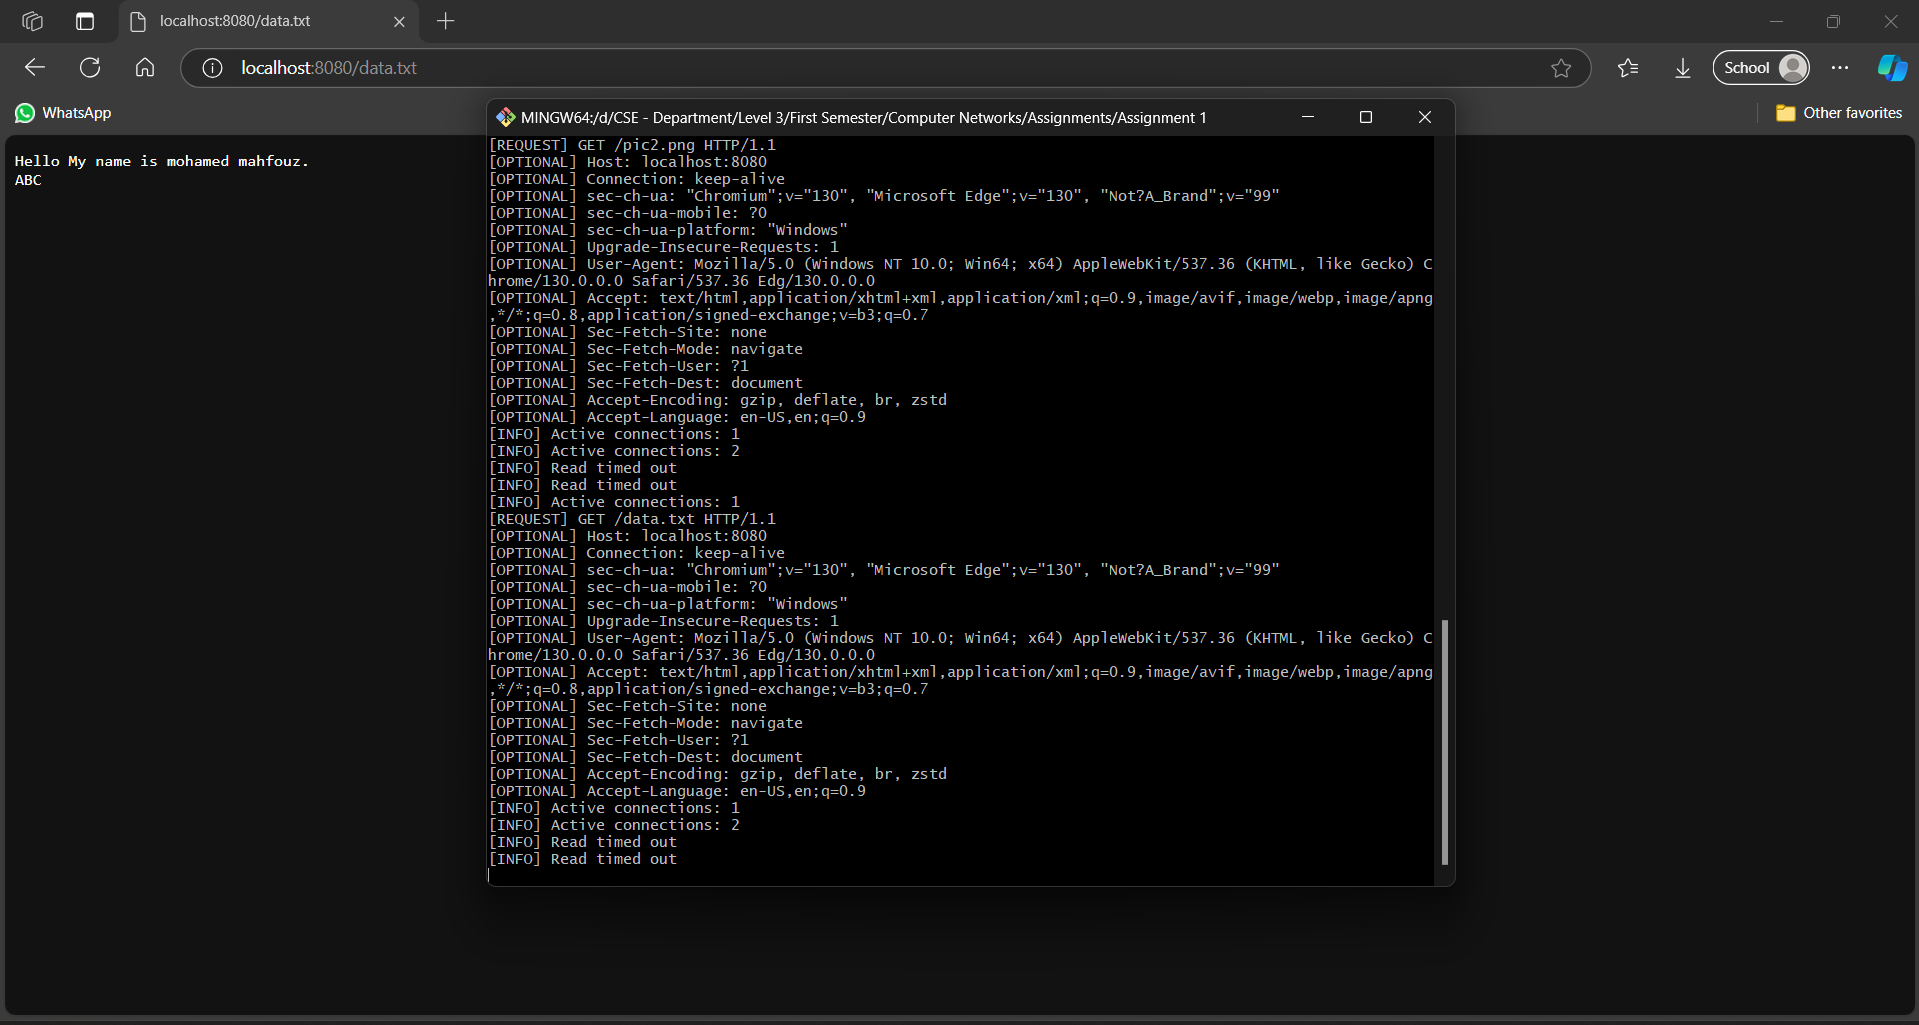 localhost:8080/data.txt
localhost:8080/data.txt
School
WhatsApp
Other favorites
Hello My name is mohamed mahfouz.
ABC
MINGW64:/d/CSE - Department/Level 3/First Semester/Computer Networks/Assignments/Assignment 1
[REQUEST] GET /pic2.png HTTP/1.1
[OPTIONAL] Host: localhost:8080
[OPTIONAL] Connection: keep-alive
[OPTIONAL] sec-ch-ua: "Chromium";v="130", "Microsoft Edge";v="130", "Not?A_Brand";v="99"
[OPTIONAL] sec-ch-ua-mobile: ?0
[OPTIONAL] sec-ch-ua-platform: "Windows"
[OPTIONAL] Upgrade-Insecure-Requests: 1
[OPTIONAL] User-Agent: Mozilla/5.0 (Windows NT 10.0; Win64; x64) AppleWebKit/537.36 (KHTML, like Gecko) C
hrome/130.0.0.0 Safari/537.36 Edg/130.0.0.0
[OPTIONAL] Accept: text/html,application/xhtml+xml,application/xml;q=0.9,image/avif,image/webp,image/apng
,*/*;q=0.8,application/signed-exchange;v=b3;q=0.7
[OPTIONAL] Sec-Fetch-Site: none
[OPTIONAL] Sec-Fetch-Mode: navigate
[OPTIONAL] Sec-Fetch-User: ?1
[OPTIONAL] Sec-Fetch-Dest: document
[OPTIONAL] Accept-Encoding: gzip, deflate, br, zstd
[OPTIONAL] Accept-Language: en-US,en;q=0.9
[INFO] Active connections: 1
[INFO] Active connections: 2
[INFO] Read timed out
[INFO] Read timed out
[INFO] Active connections: 1
[REQUEST] GET /data.txt HTTP/1.1
[OPTIONAL] Host: localhost:8080
[OPTIONAL] Connection: keep-alive
[OPTIONAL] sec-ch-ua: "Chromium";v="130", "Microsoft Edge";v="130", "Not?A_Brand";v="99"
[OPTIONAL] sec-ch-ua-mobile: ?0
[OPTIONAL] sec-ch-ua-platform: "Windows"
[OPTIONAL] Upgrade-Insecure-Requests: 1
[OPTIONAL] User-Agent: Mozilla/5.0 (Windows NT 10.0; Win64; x64) AppleWebKit/537.36 (KHTML, like Gecko) C
hrome/130.0.0.0 Safari/537.36 Edg/130.0.0.0
[OPTIONAL] Accept: text/html,application/xhtml+xml,application/xml;q=0.9,image/avif,image/webp,image/apng
,*/*;q=0.8,application/signed-exchange;v=b3;q=0.7
[OPTIONAL] Sec-Fetch-Site: none
[OPTIONAL] Sec-Fetch-Mode: navigate
[OPTIONAL] Sec-Fetch-User: ?1
[OPTIONAL] Sec-Fetch-Dest: document
[OPTIONAL] Accept-Encoding: gzip, deflate, br, zstd
[OPTIONAL] Accept-Language: en-US,en;q=0.9
[INFO] Active connections: 1
[INFO] Active connections: 2
[INFO] Read timed out
[INFO] Read timed out